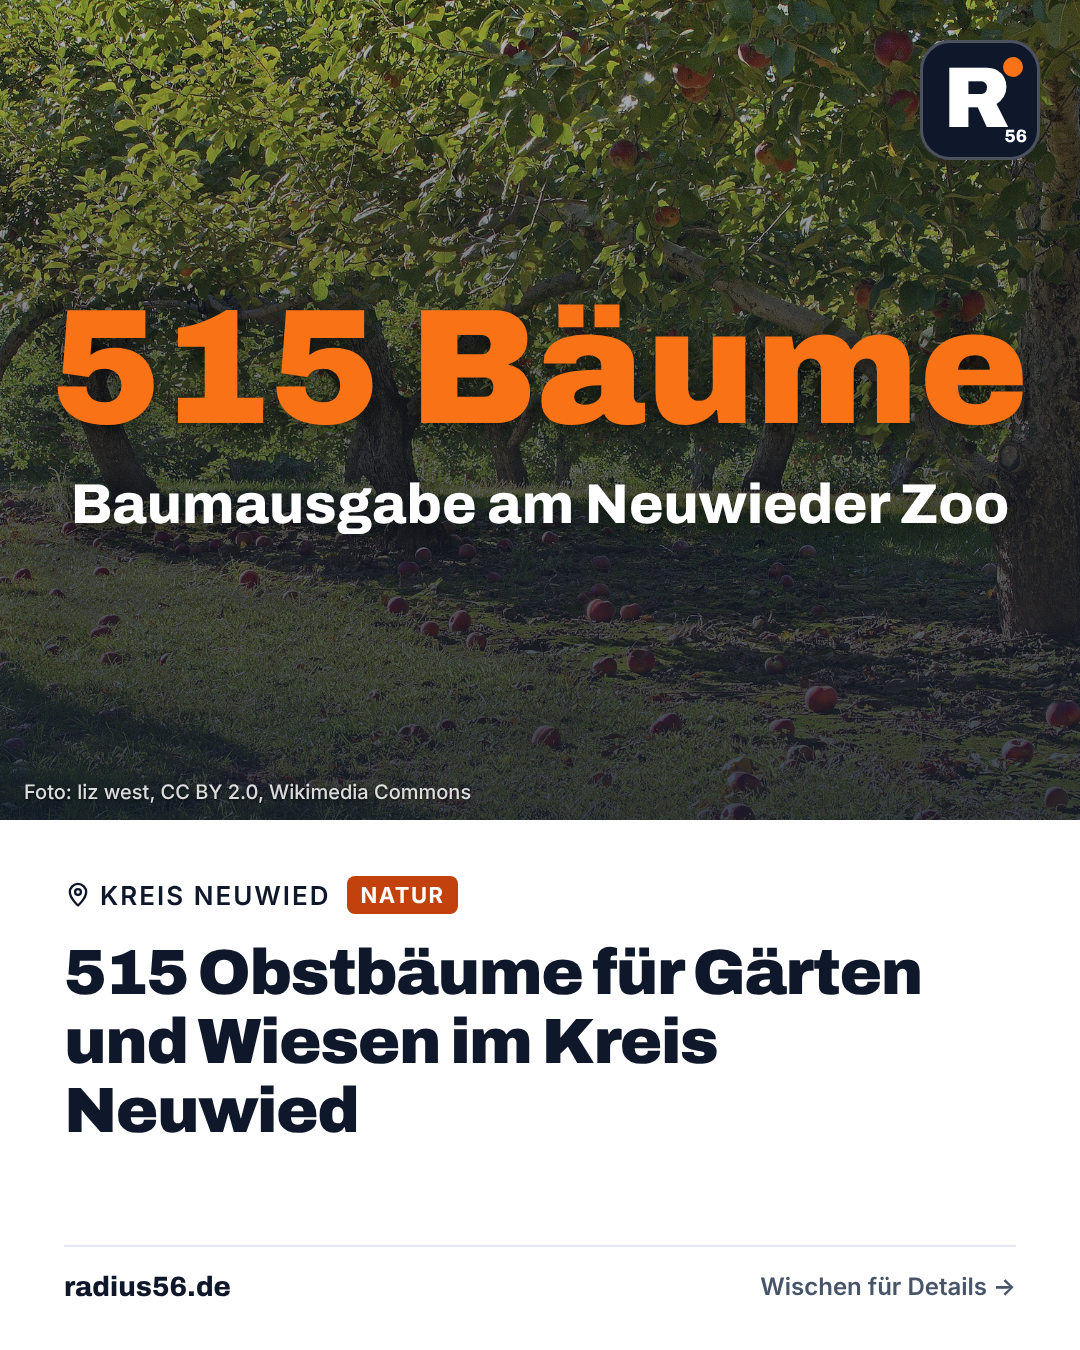 R
56
515 Bäume
Baumausgabe am Neuwieder Zoo
Foto: liz west, CC BY 2.0, Wikimedia Commons
KREIS NEUWIED NATUR
515 Obstbäume für Gärten
und Wiesen im Kreis
Neuwied
radius56.de Wischen für Details →